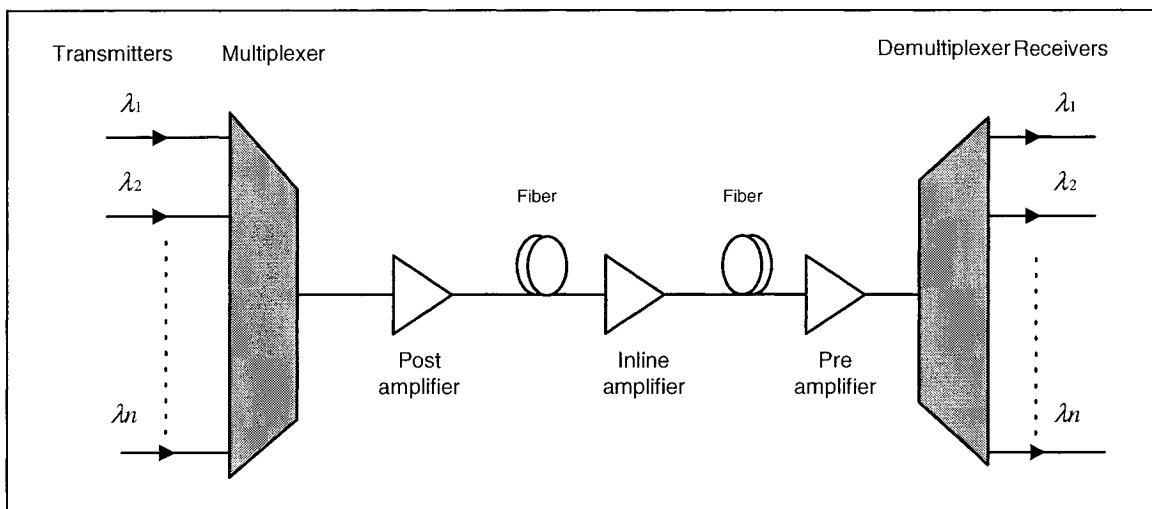 Transmitters Multiplexer Demultiplexer Receivers
λ1 λ1
λ2 λ2
Fiber Fiber
Post amplifier
Inline amplifier
Pre amplifier
λn λn